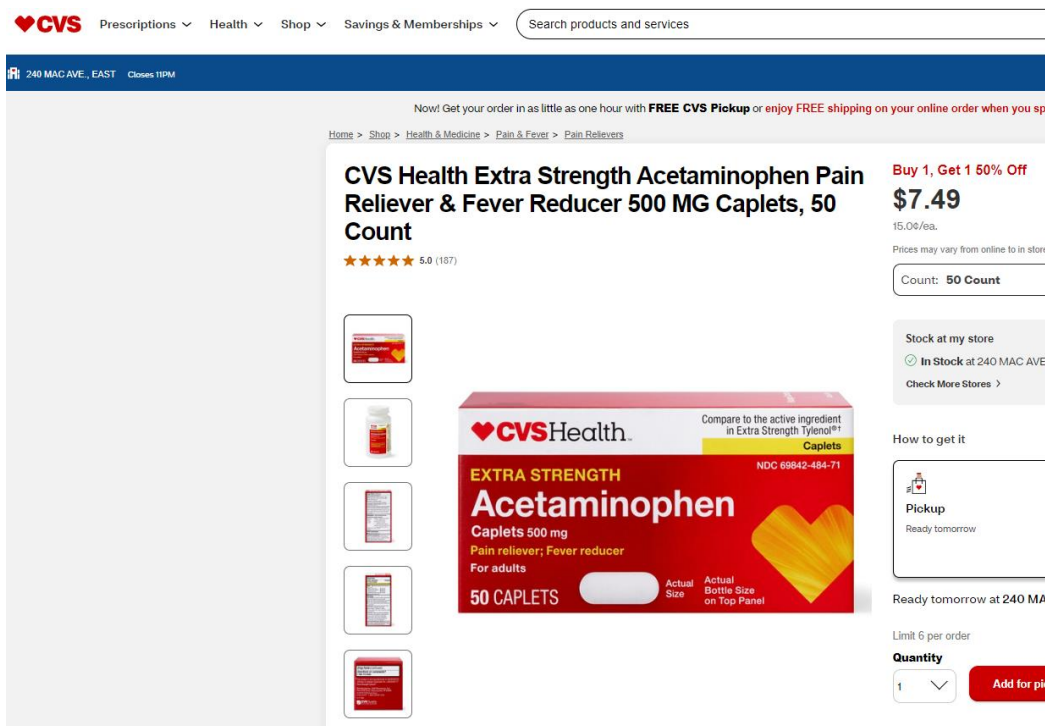 CVS Prescriptions Health Shop Savings & Memberships Search products and services
240 MAC AVE., EAST Closes 11PM
Now! Get your order in as little as one hour with FREE CVS Pickup or enjoy FREE shipping on your online order when you sp
Home > Shop > Health & Medicine > Pain & Fever > Pain Relievers
CVS Health Extra Strength Acetaminophen Pain
Reliever & Fever Reducer 500 MG Caplets, 50
Count
5.0 (187)
Buy 1, Get 1 50% Off
$7.49
15.0¢/ea.
Prices may vary from online to in store
Count: 50 Count
Stock at my store
In Stock at 240 MAC AVE
Check More Stores >
CVSHealth.
Compare to the active ingredient
in Extra Strength Tylenol®†
Caplets
NDC 69842-484-71
EXTRA STRENGTH
Acetaminophen
Caplets 500 mg
Pain reliever; Fever reducer
For adults
50 CAPLETS
Actual
Size
Actual
Bottle Size
on Top Panel
How to get it
Pickup
Ready tomorrow
Ready tomorrow at 240 MA
Limit 6 per order
Quantity
1
Add for pi